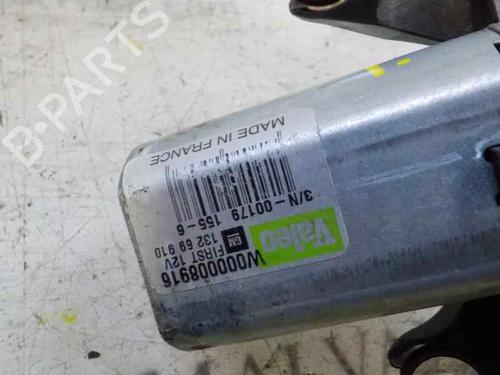 W000008916
FIRST 12V
GM 132 69 910
Valeo
155-6
3/N-00179
MADE IN FRANCE
B-PARTS